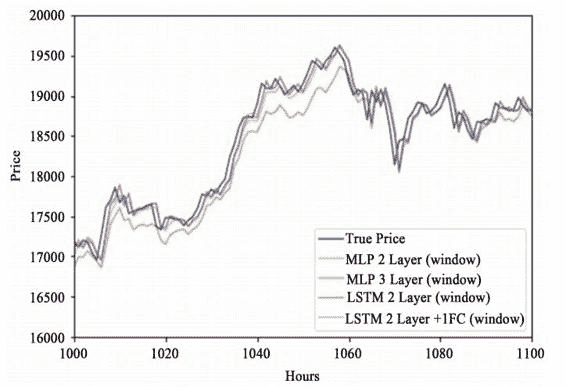 20000
19500
19000
18500
18000
17500
17000
16500
16000
Price
1000
1020
1040
1060
1080
1100
Hours
True Price
MLP 2 Layer (window)
MLP 3 Layer (window)
LSTM 2 Layer (window)
LSTM 2 Layer +1FC (window)